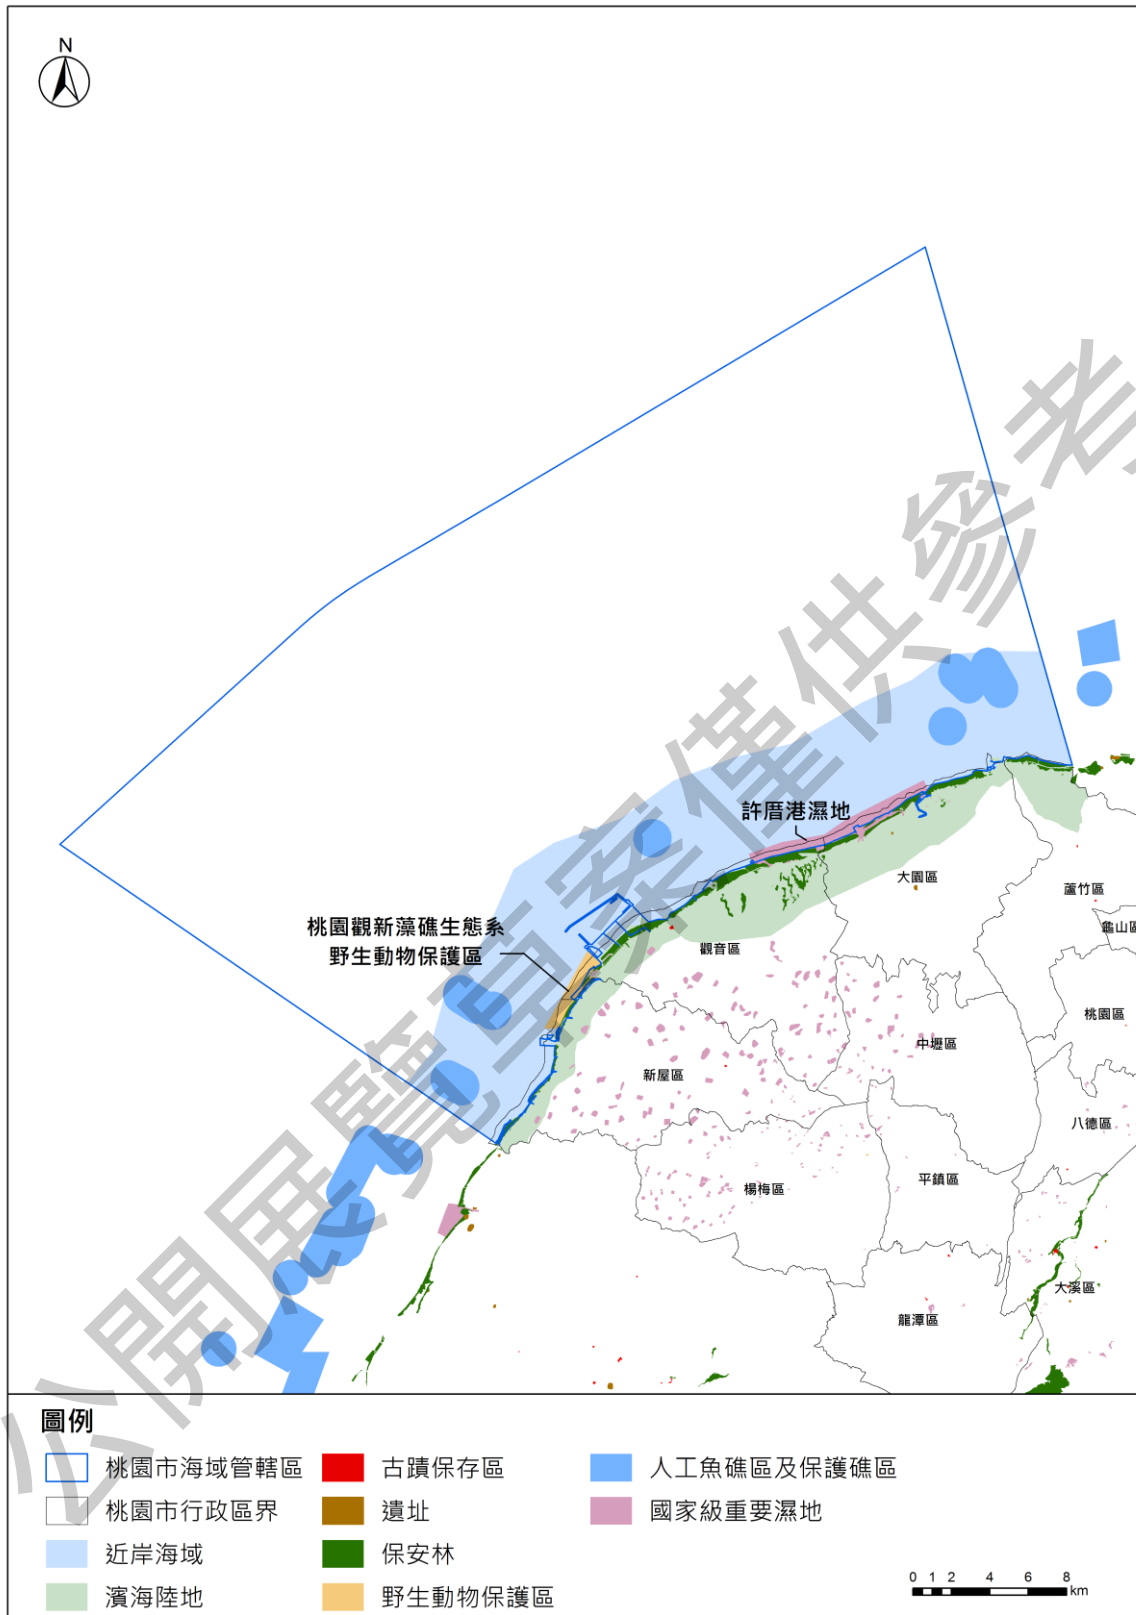 N
許厝港濕地
大園區
蘆竹區
龜山區
桃園觀新藻礁生態系
野生動物保護區
觀音區
桃園區
中壢區
新屋區
八德區
楊梅區
平鎮區
大溪區
龍潭區
公開展覽草案僅供參考
圖例
桃園市海域管轄區
古蹟保存區
人工魚礁區及保護礁區
桃園市行政區界
遺址
國家級重要濕地
近岸海域
保安林
濱海陸地
野生動物保護區
0 1 2 4 6 8
km